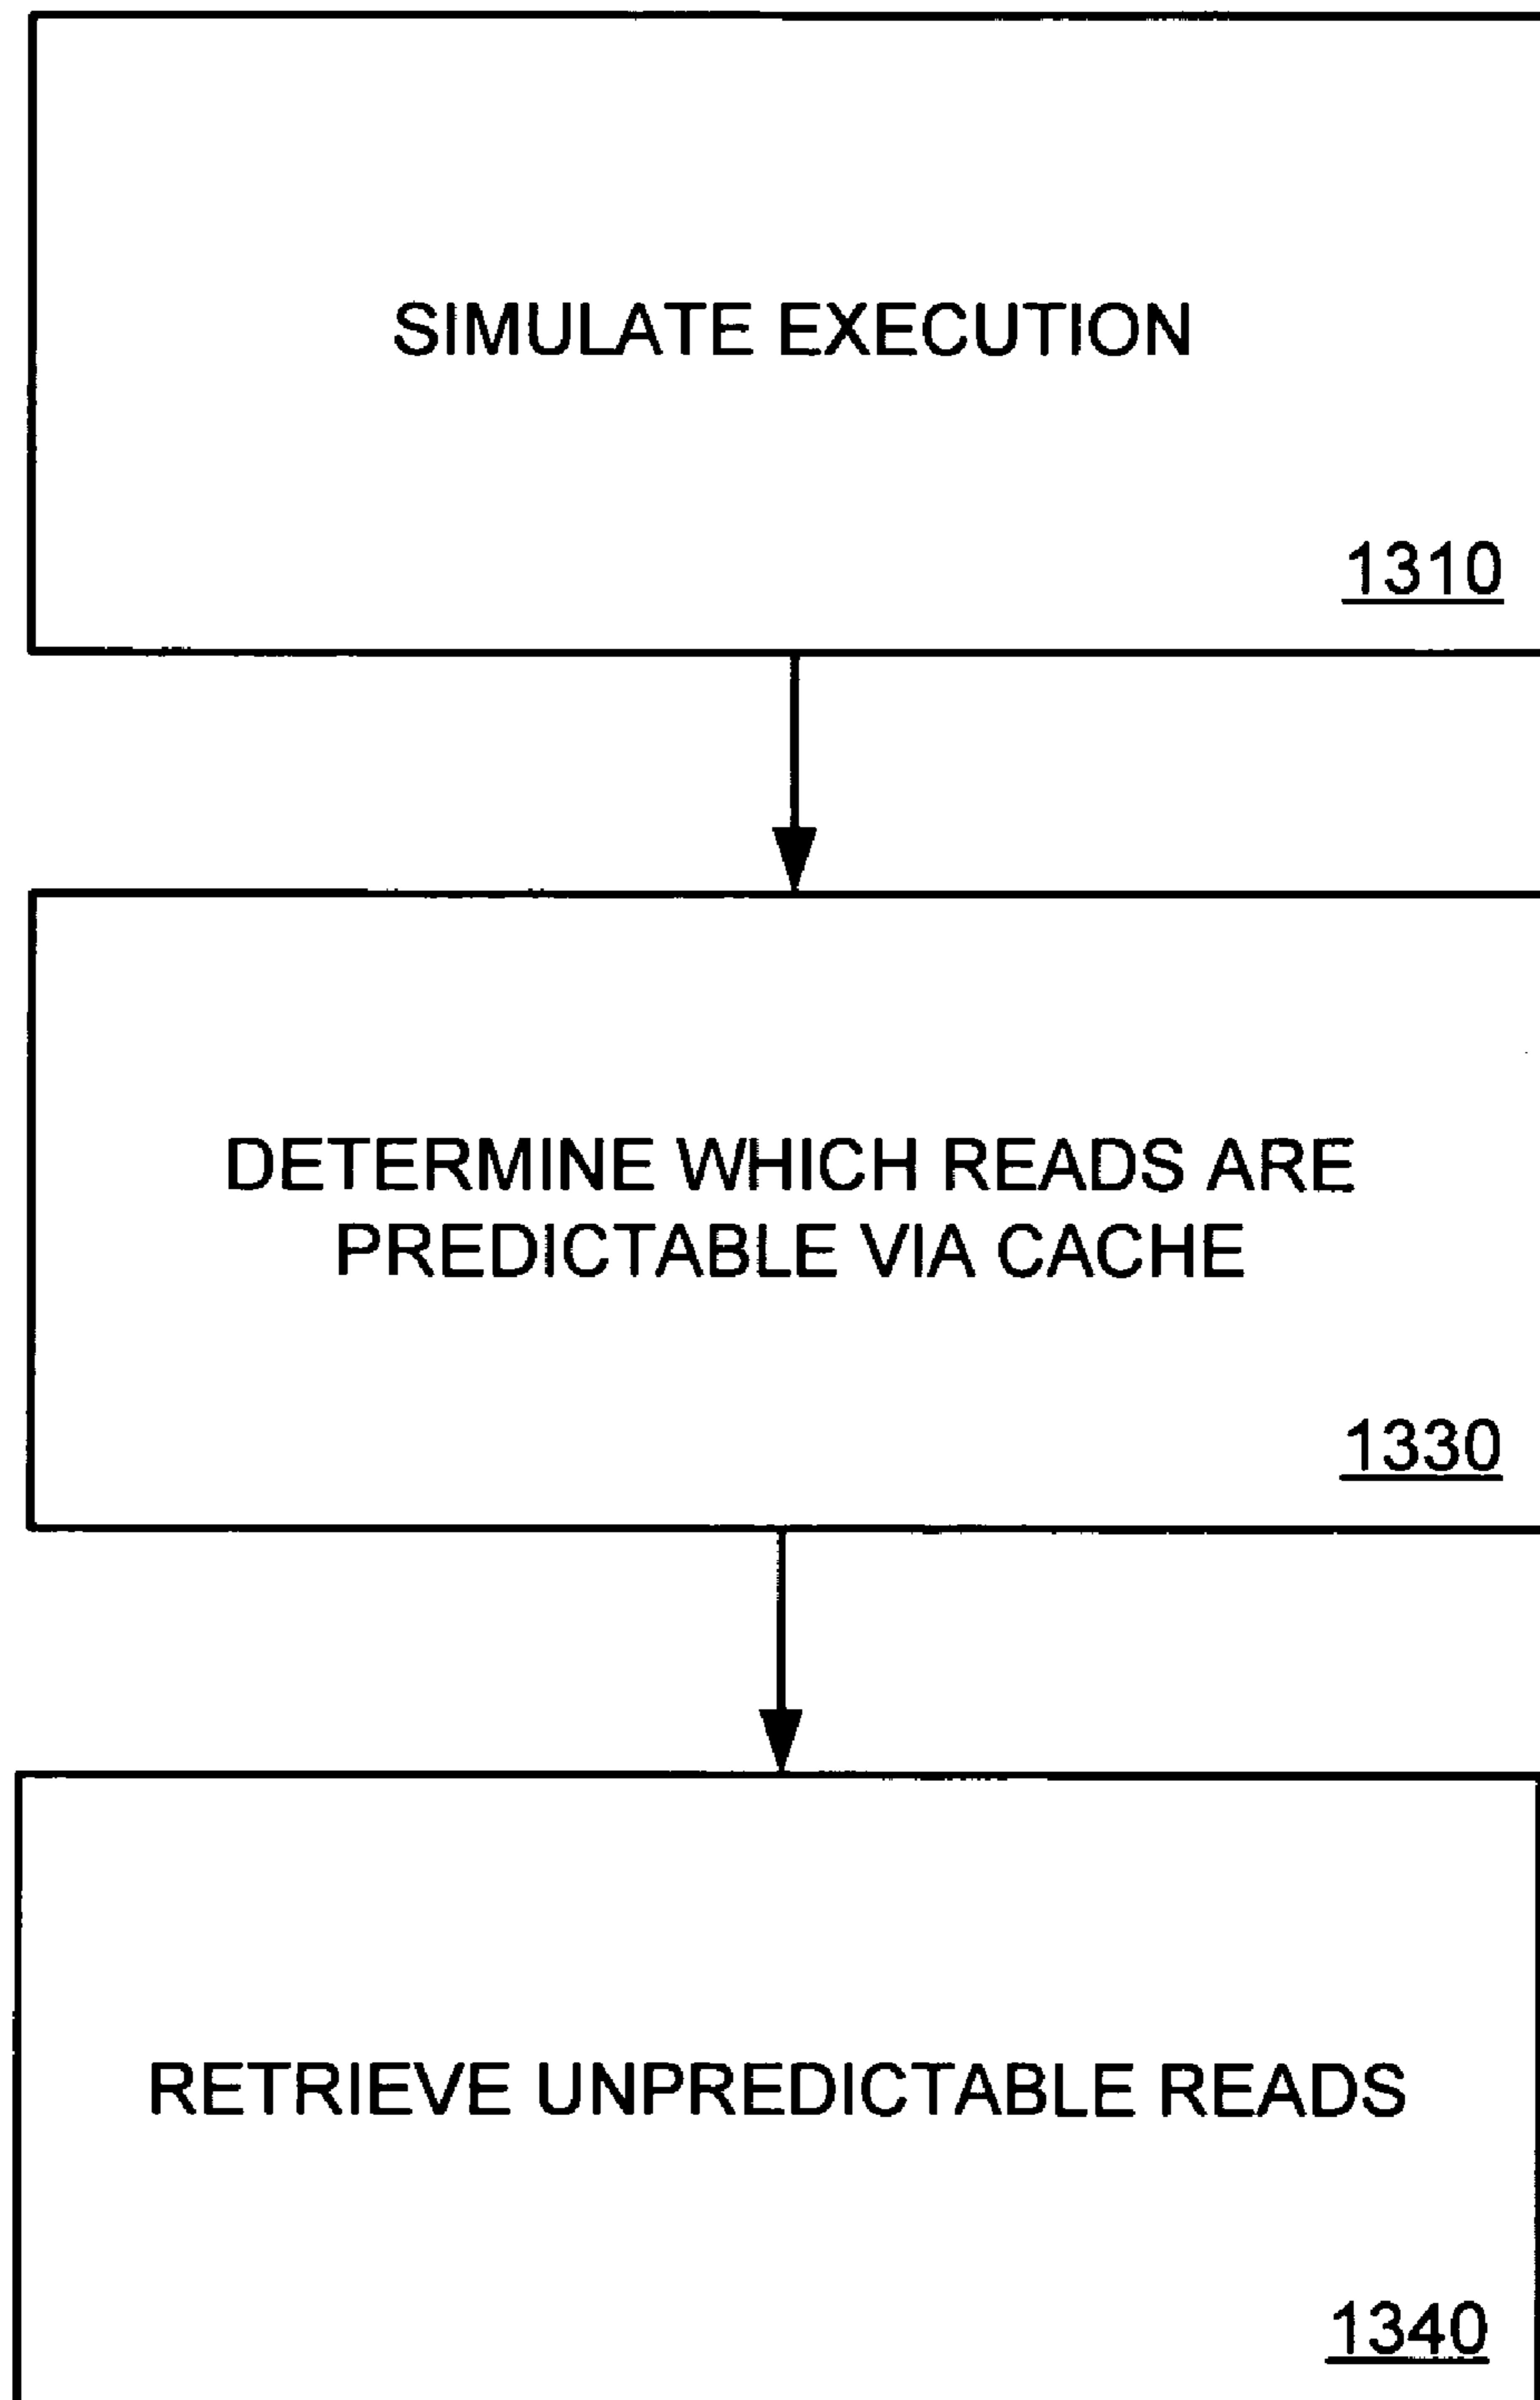 SIMULATE EXECUTION
1310
DETERMINE WHICH READS ARE
PREDICTABLE VIA CACHE
1330
RETRIEVE UNPREDICTABLE READS
1340